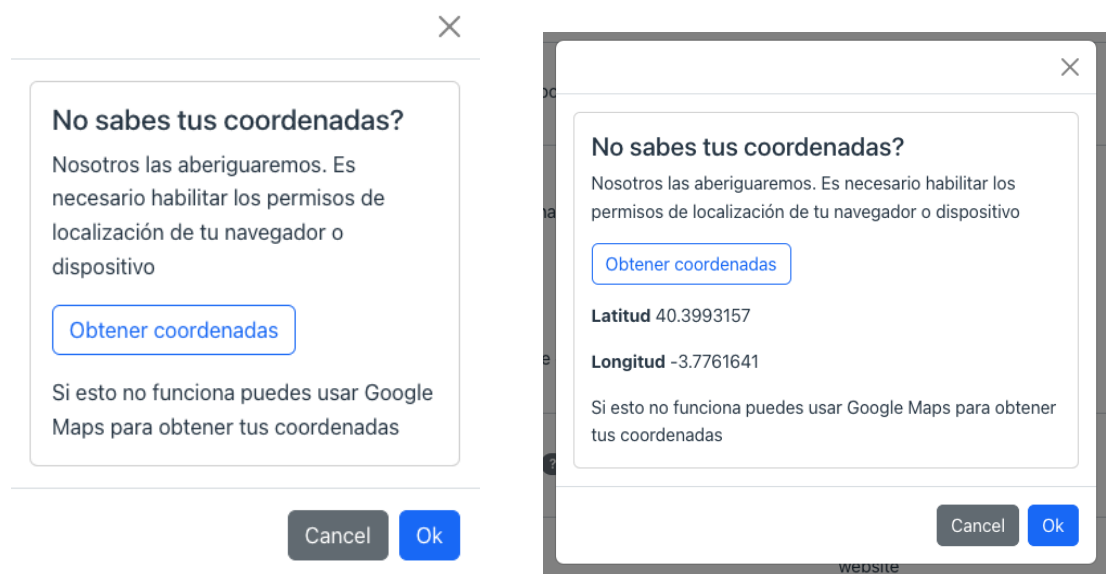 No sabes tus coordenadas?
Nosotros las aberiguaremos. Es
necesario habilitar los permisos de
localización de tu navegador o
dispositivo
Obtener coordenadas
Si esto no funciona puedes usar Google
Maps para obtener tus coordenadas
Cancel
Ok
No sabes tus coordenadas?
Nosotros las aberiguaremos. Es necesario habilitar los
permisos de localización de tu navegador o dispositivo
Obtener coordenadas
Latitud 40.3993157
Longitud -3.7761641
Si esto no funciona puedes usar Google Maps para obtener
tus coordenadas
Cancel
Ok
website